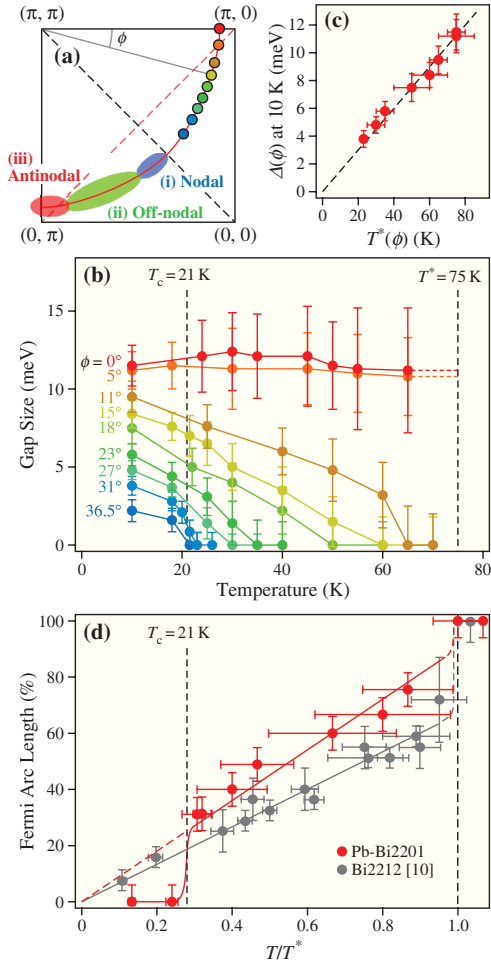 (π, π)
(π, 0)
ϕ
(a)
(iii)
Antinodal
(i) Nodal
(ii) Off-nodal
(0, π)
(0, 0)
(c)
Δ(ϕ) at 10 K (meV)
12
10
8
6
4
2
0
0
20
40
60
80
T*(ϕ) (K)
(b)
Tc = 21 K
T* = 75 K
Gap Size (meV)
15
10
5
0
ϕ = 0°
5°
11°
15°
18°
23°
27°
31°
36.5°
0
20
40
60
80
Temperature (K)
(d)
Tc = 21 K
Fermi Arc Length (%)
100
80
60
40
20
0
Pb-Bi2201
Bi2212 [10]
0
0.2
0.4
0.6
0.8
1.0
T/T*